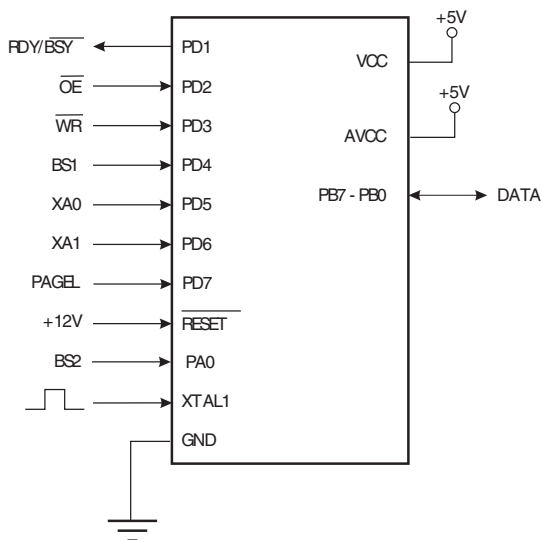 +5V
RDY/BSY PD1
VCC
OE PD2
+5V
WR PD3
AVCC
BS1 PD4
XA0 PD5
PB7 - PB0 DATA
XA1 PD6
PAGEL PD7
+12V RESET
BS2 PA0
XTAL1
GND